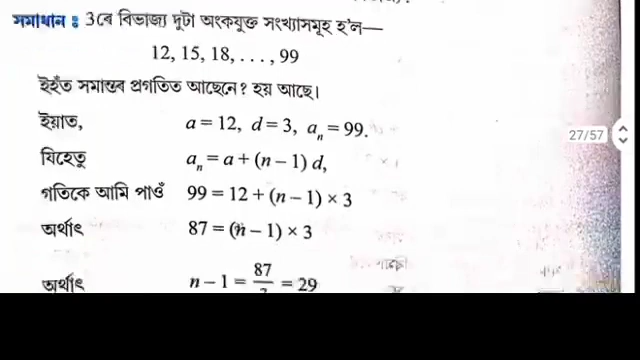 সমাধান : 3ৰে বিভাজ্য দুটা অংকযুক্ত সংখ্যাসমূহ হ'ল—
12, 15, 18, . . . , 99
ইহঁত সমান্তৰ প্ৰগতিত আছেনে? হয় আছে।
ইয়াত, a = 12, d = 3, aₙ = 99.
যিহেতু aₙ = a + (n – 1) d,
গতিকে আমি পাওঁ 99 = 12 + (n – 1) × 3
অৰ্থাৎ 87 = (n – 1) × 3
অৰ্থাৎ n – 1 = 87/ = 29
27/57